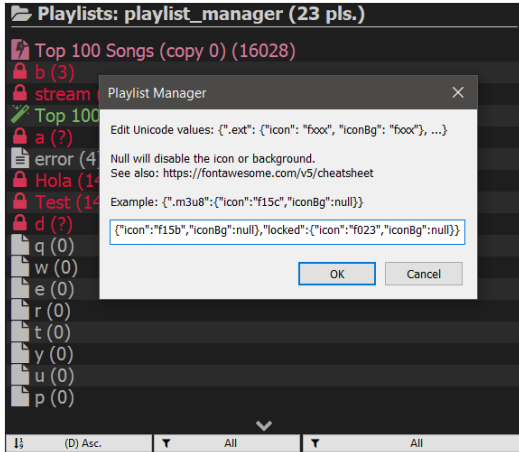 Playlists: playlist_manager (23 pls.)
Top 100 Songs (copy 0) (16028)
b (3)
stream
Top 100
a (?)
error (4
Hola (14
Test (14
d (?)
q (0)
w (0)
e (0)
r (0)
t (0)
y (0)
u (0)
p (0)
Playlist Manager
Edit Unicode values: {".ext": {"icon": "fxxx", "iconBg": "fxxx"}, ...}
Null will disable the icon or background.
See also: https://fontawesome.com/v5/cheatsheet
Example: {".m3u8":{"icon":"f15c","iconBg":null}}
{"icon":"f15b","iconBg":null},"locked":{"icon":"f023","iconBg":null}}
OK
Cancel
(D) Asc.
All
All